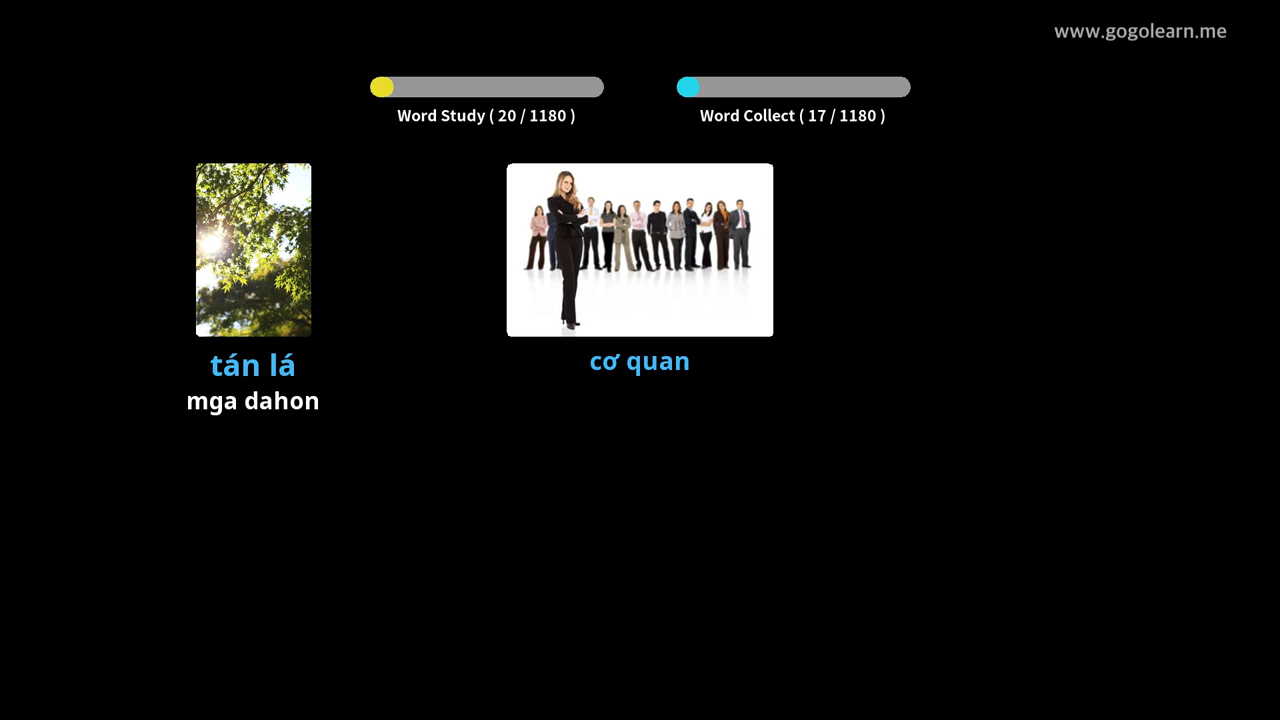 www.gogolearn.me
Word Study ( 20 / 1180 )
Word Collect ( 17 / 1180 )
tán lá
mga dahon
cơ quan